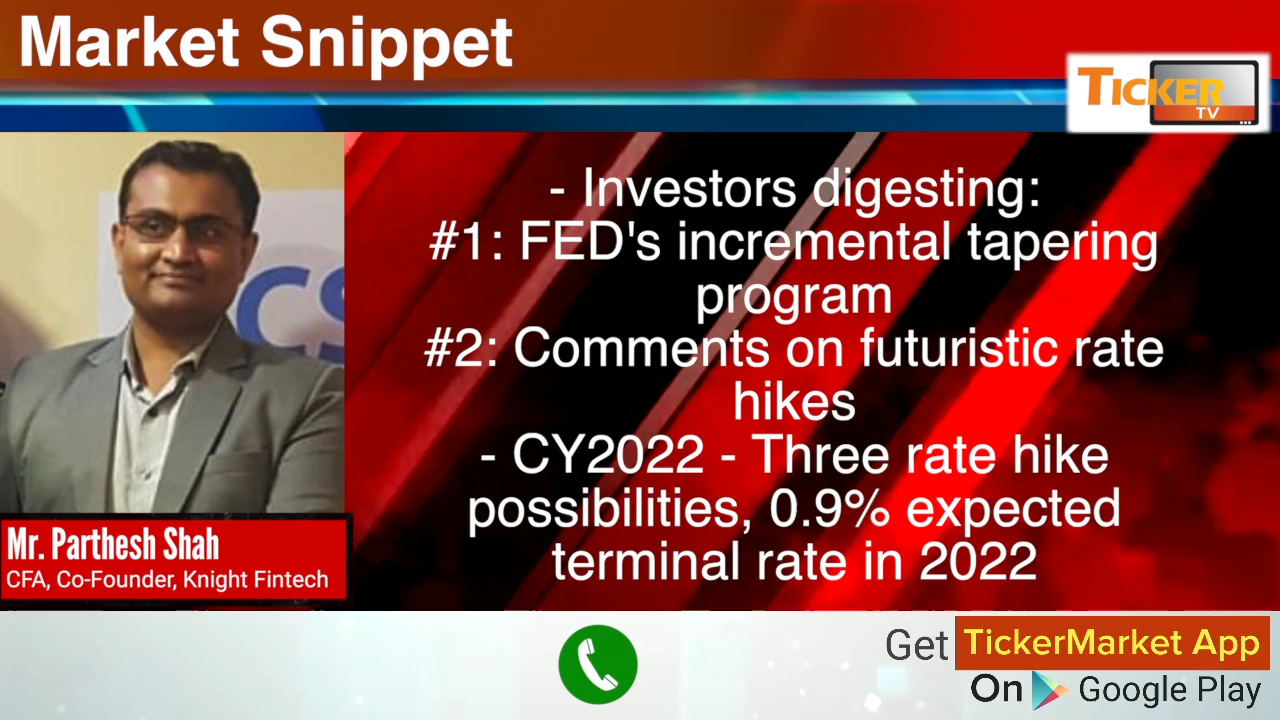 Market Snippet
TICKER
TV
CS
- Investors digesting:
#1: FED's incremental tapering
program
#2: Comments on futuristic rate
hikes
- CY2022 - Three rate hike
possibilities, 0.9% expected
terminal rate in 2022
Mr. Parthesh Shah
CFA, Co-Founder, Knight Fintech
Get TickerMarket App
On Google Play